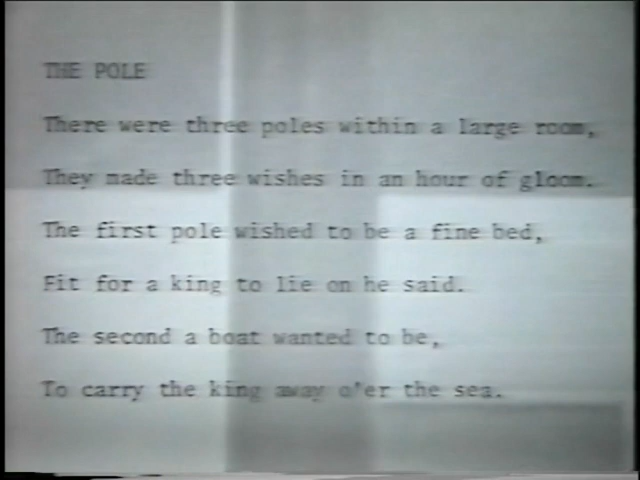 THE POLE
There were three poles within a large room,
They made three wishes in an hour of gloom.
The first pole wished to be a fine bed,
Fit for a king to lie on he said.
The second a boat wanted to be,
To carry the king away o'er the sea.